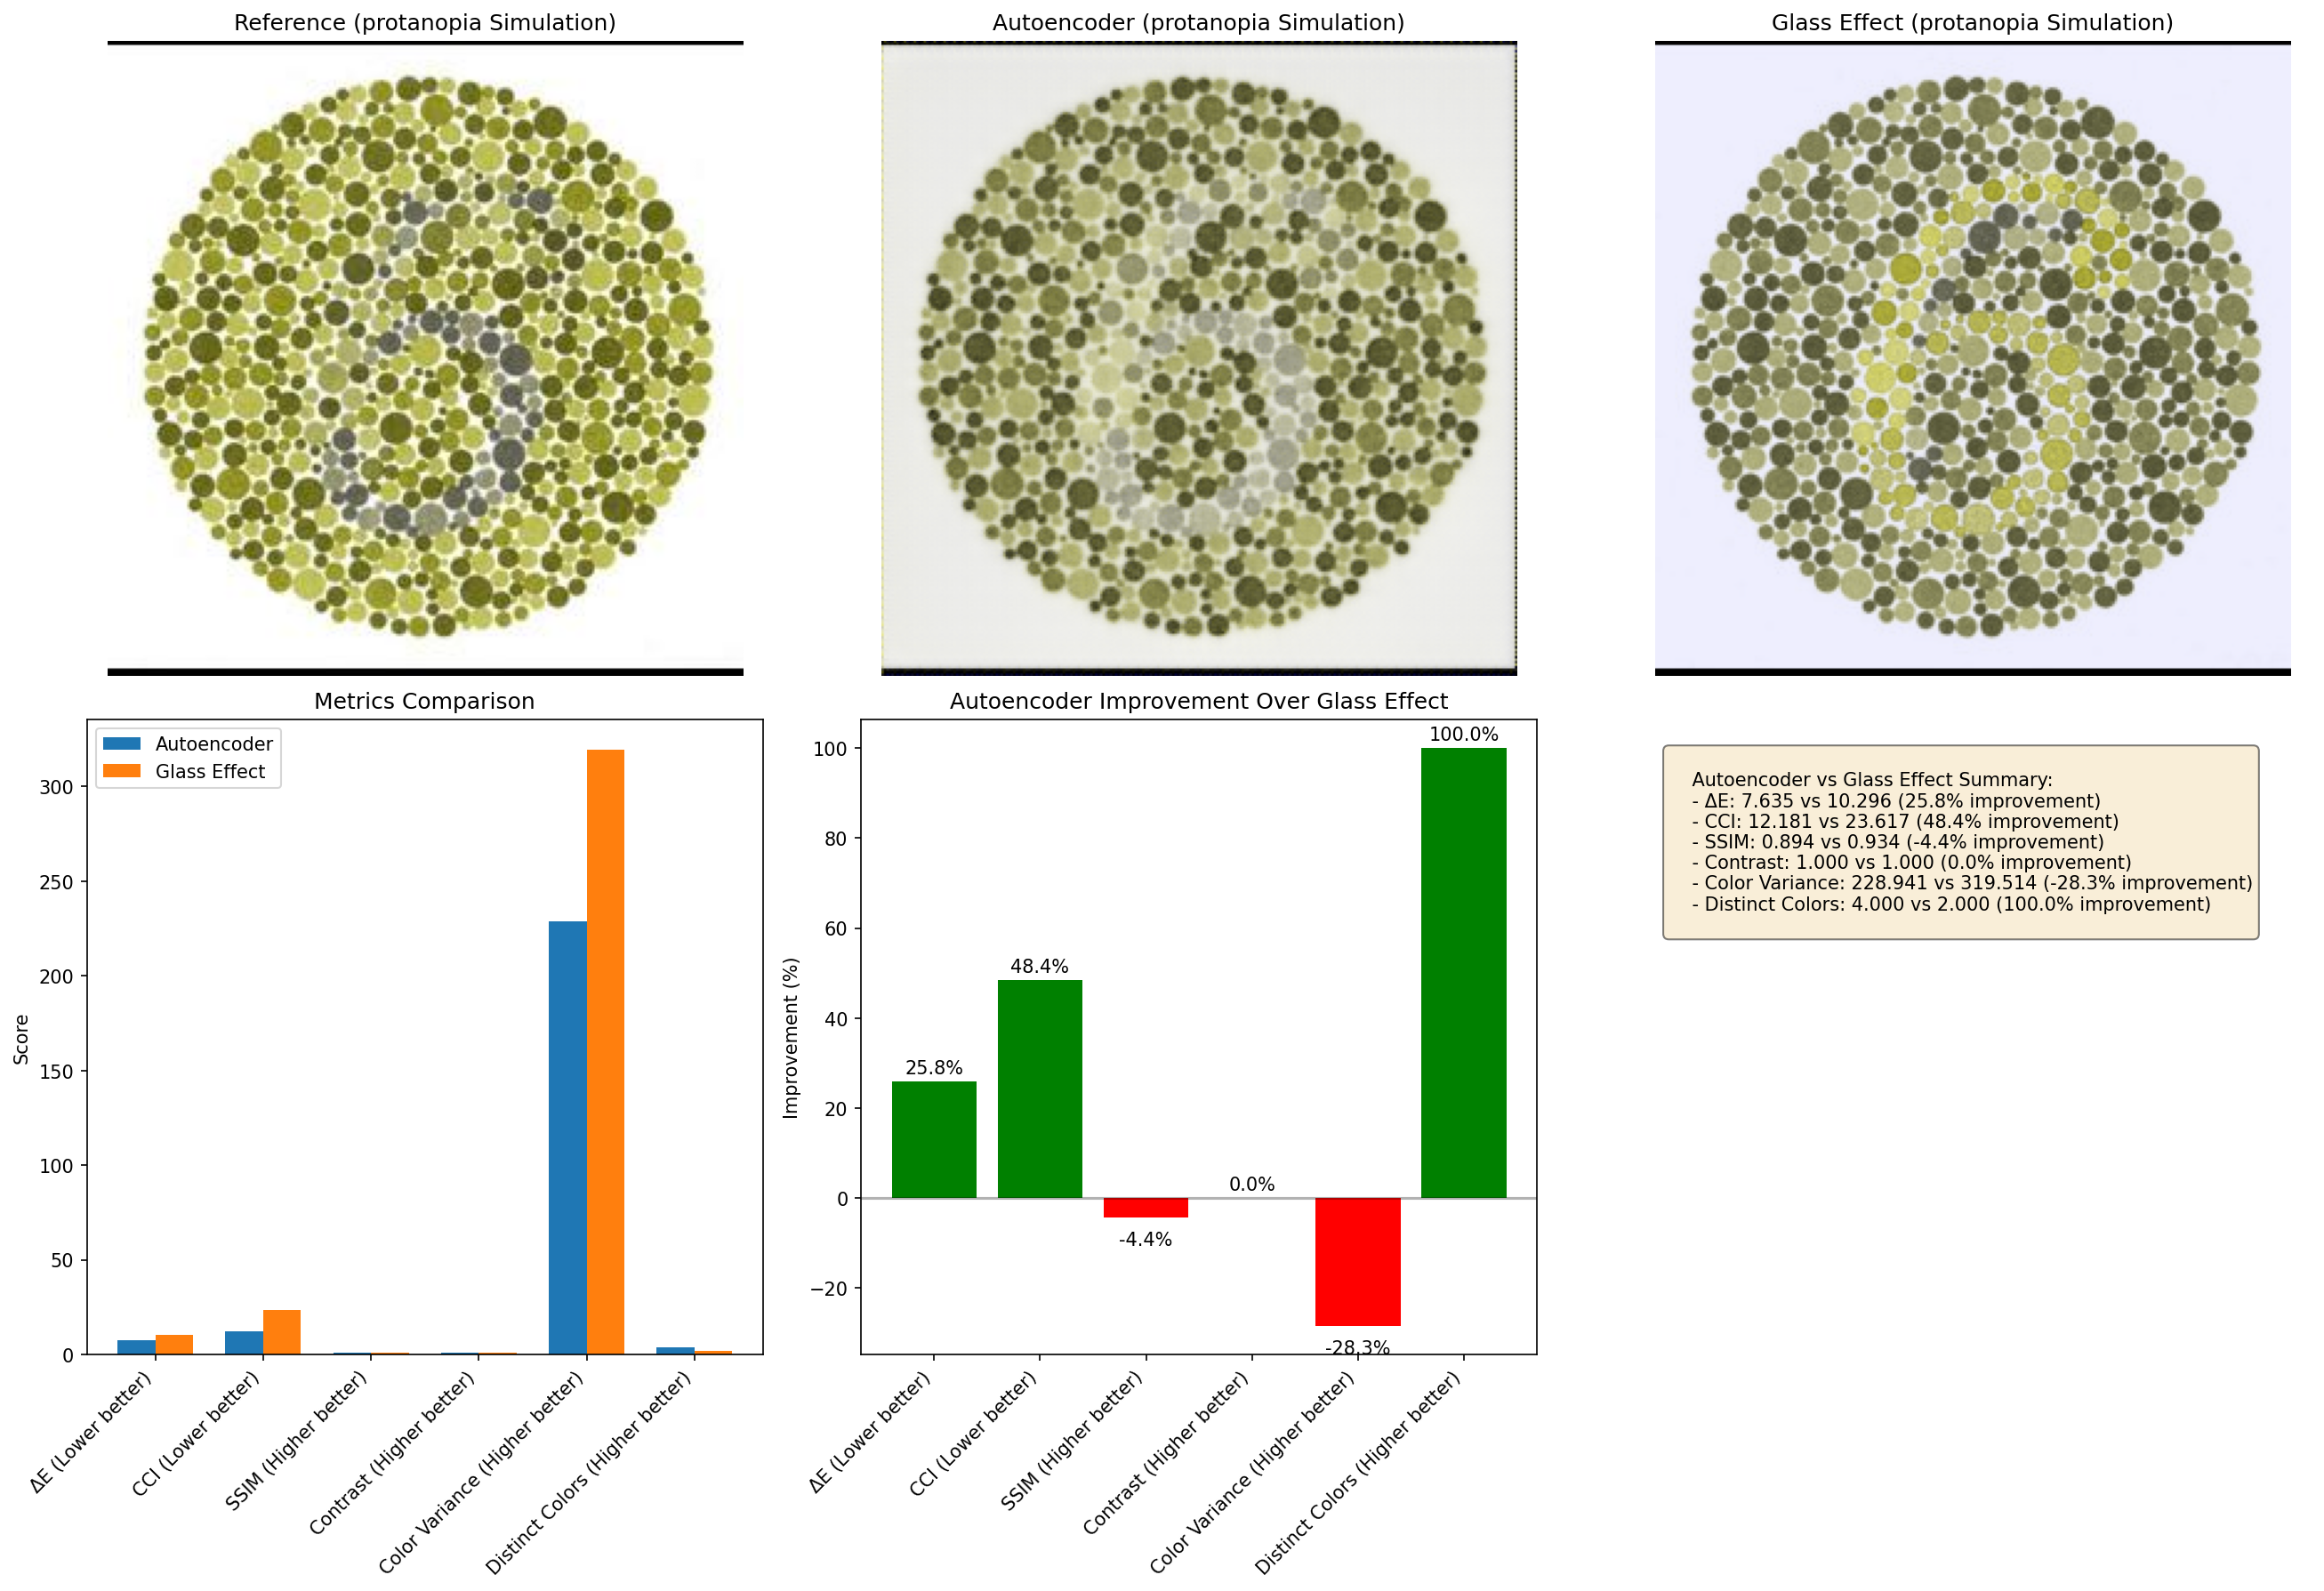 Reference (protanopia Simulation)
Autoencoder (protanopia Simulation)
Glass Effect (protanopia Simulation)
Metrics Comparison
Autoencoder
Glass Effect
Score
300
250
200
150
100
50
0
ΔE (Lower better)
CCI (Lower better)
SSIM (Higher better)
Contrast (Higher better)
Color Variance (Higher better)
Distinct Colors (Higher better)
Autoencoder Improvement Over Glass Effect
Improvement (%)
100
80
60
40
20
0
−20
25.8%
48.4%
-4.4%
0.0%
-28.3%
100.0%
ΔE (Lower better)
CCI (Lower better)
SSIM (Higher better)
Contrast (Higher better)
Color Variance (Higher better)
Distinct Colors (Higher better)
Autoencoder vs Glass Effect Summary:
- ΔE: 7.635 vs 10.296 (25.8% improvement)
- CCI: 12.181 vs 23.617 (48.4% improvement)
- SSIM: 0.894 vs 0.934 (-4.4% improvement)
- Contrast: 1.000 vs 1.000 (0.0% improvement)
- Color Variance: 228.941 vs 319.514 (-28.3% improvement)
- Distinct Colors: 4.000 vs 2.000 (100.0% improvement)